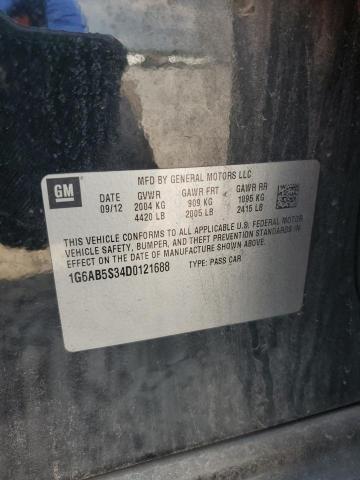 GM
MFD BY GENERAL MOTORS LLC
DATE GVWR GAWR FRT GAWR RR
09/12 2004 KG 909 KG 1095 KG
4420 LB 2005 LB 2415 LB
THIS VEHICLE CONFORMS TO ALL APPLICABLE U.S. FEDERAL MOTOR
VEHICLE SAFETY, BUMPER, AND THEFT PREVENTION STANDARDS IN
EFFECT ON THE DATE OF MANUFACTURE SHOWN ABOVE.
1G6AB5S34D0121688 TYPE: PASS CAR